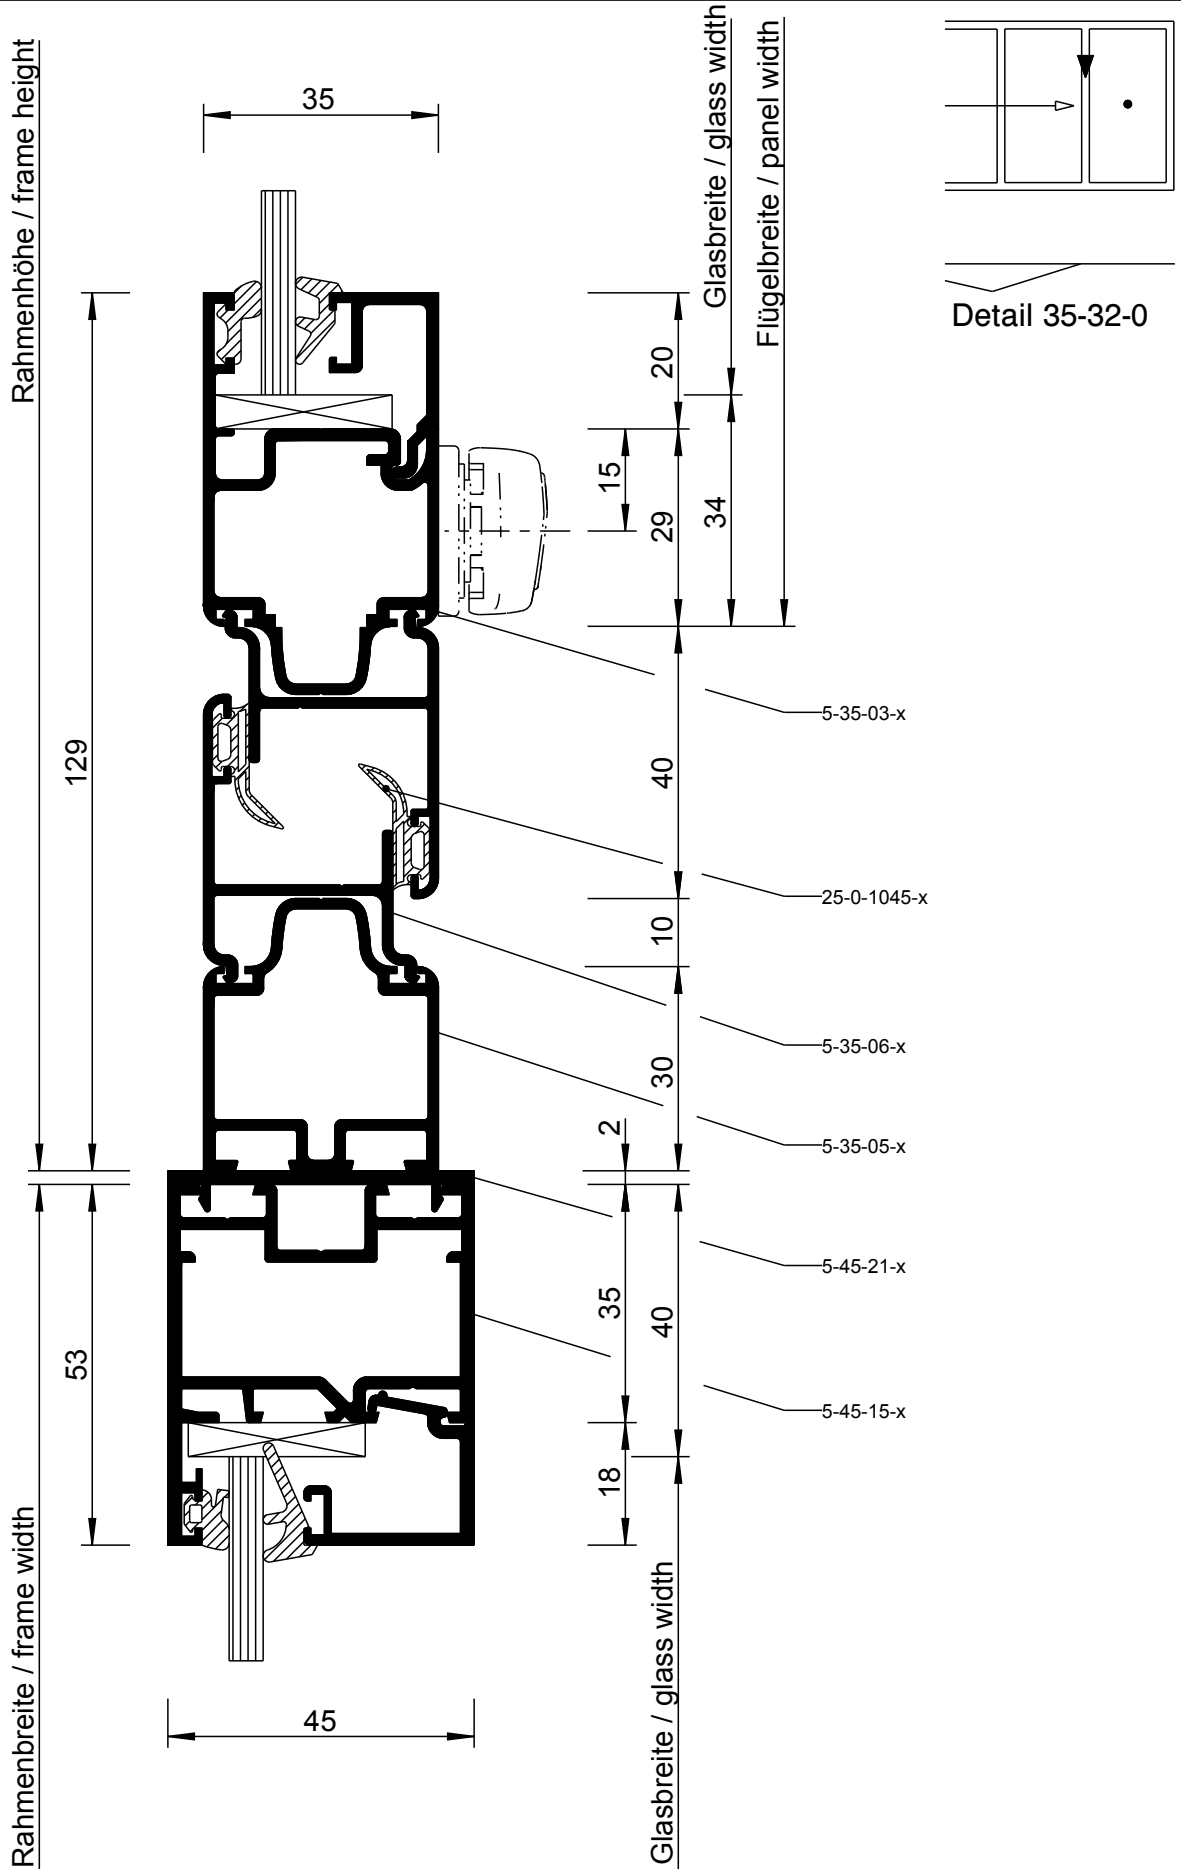 Rahmenhöhe / frame height
35
Glasbreite / glass width
Flügelbreite / panel width
Detail 35-32-0
20
15
29
34
129
5-35-03-x
40
25-0-1045-x
10
5-35-06-x
30
2
5-35-05-x
5-45-21-x
35
40
53
5-45-15-x
18
Rahmenbreite / frame width
Glasbreite / glass width
45